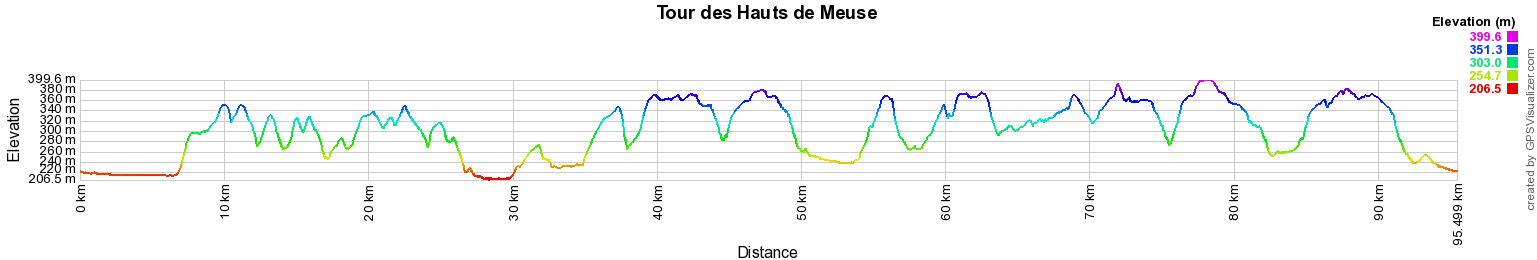 Tour des Hauts de Meuse
Elevation (m)
399.6
351.3
303.0
254.7
206.5
399.6 m
380 m
360 m
340 m
320 m
300 m
280 m
260 m
240 m
220 m
206.5 m
Elevation
0 km
10 km
20 km
30 km
40 km
50 km
60 km
70 km
80 km
90 km
95.499 km
Distance
created by GPSVisualizer.com